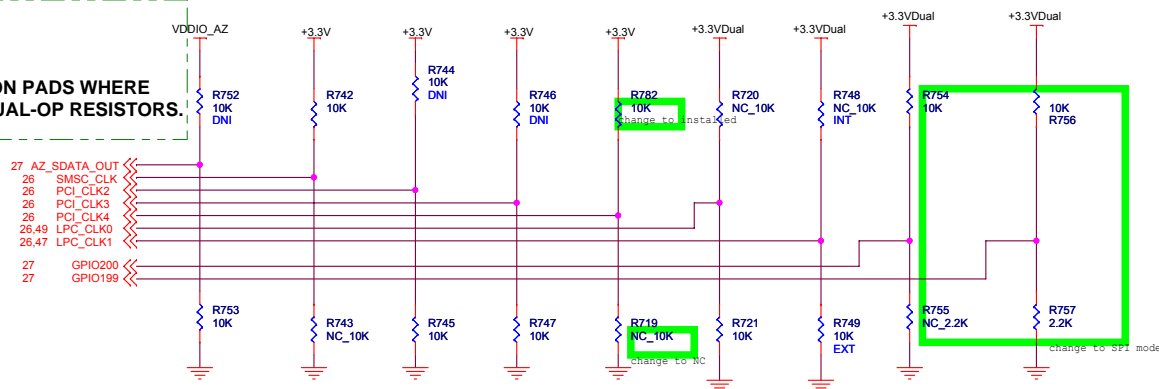 ON PADS WHERE
UAL-OP RESISTORS.
VDDIO_AZ
+3.3V
+3.3V
+3.3V
+3.3V
+3.3VDual
+3.3VDual
+3.3VDual
+3.3VDual
R752
10K
DNI
R742
10K
R744
10K
DNI
R746
10K
DNI
R782
10K
change to installed
R720
NC_10K
R748
NC_10K
INT
R754
10K
10K
R756
27 AZ_SDATA_OUT
26 SMSC_CLK
26 PCI_CLK2
26 PCI_CLK3
26 PCI_CLK4
26,49 LPC_CLK0
26,47 LPC_CLK1
27 GPIO200
27 GPIO199
R753
10K
R743
NC_10K
R745
10K
R747
10K
R719
NC_10K
change to NC
R721
10K
R749
10K
EXT
R755
NC_2.2K
R757
2.2K
change to SPI mode